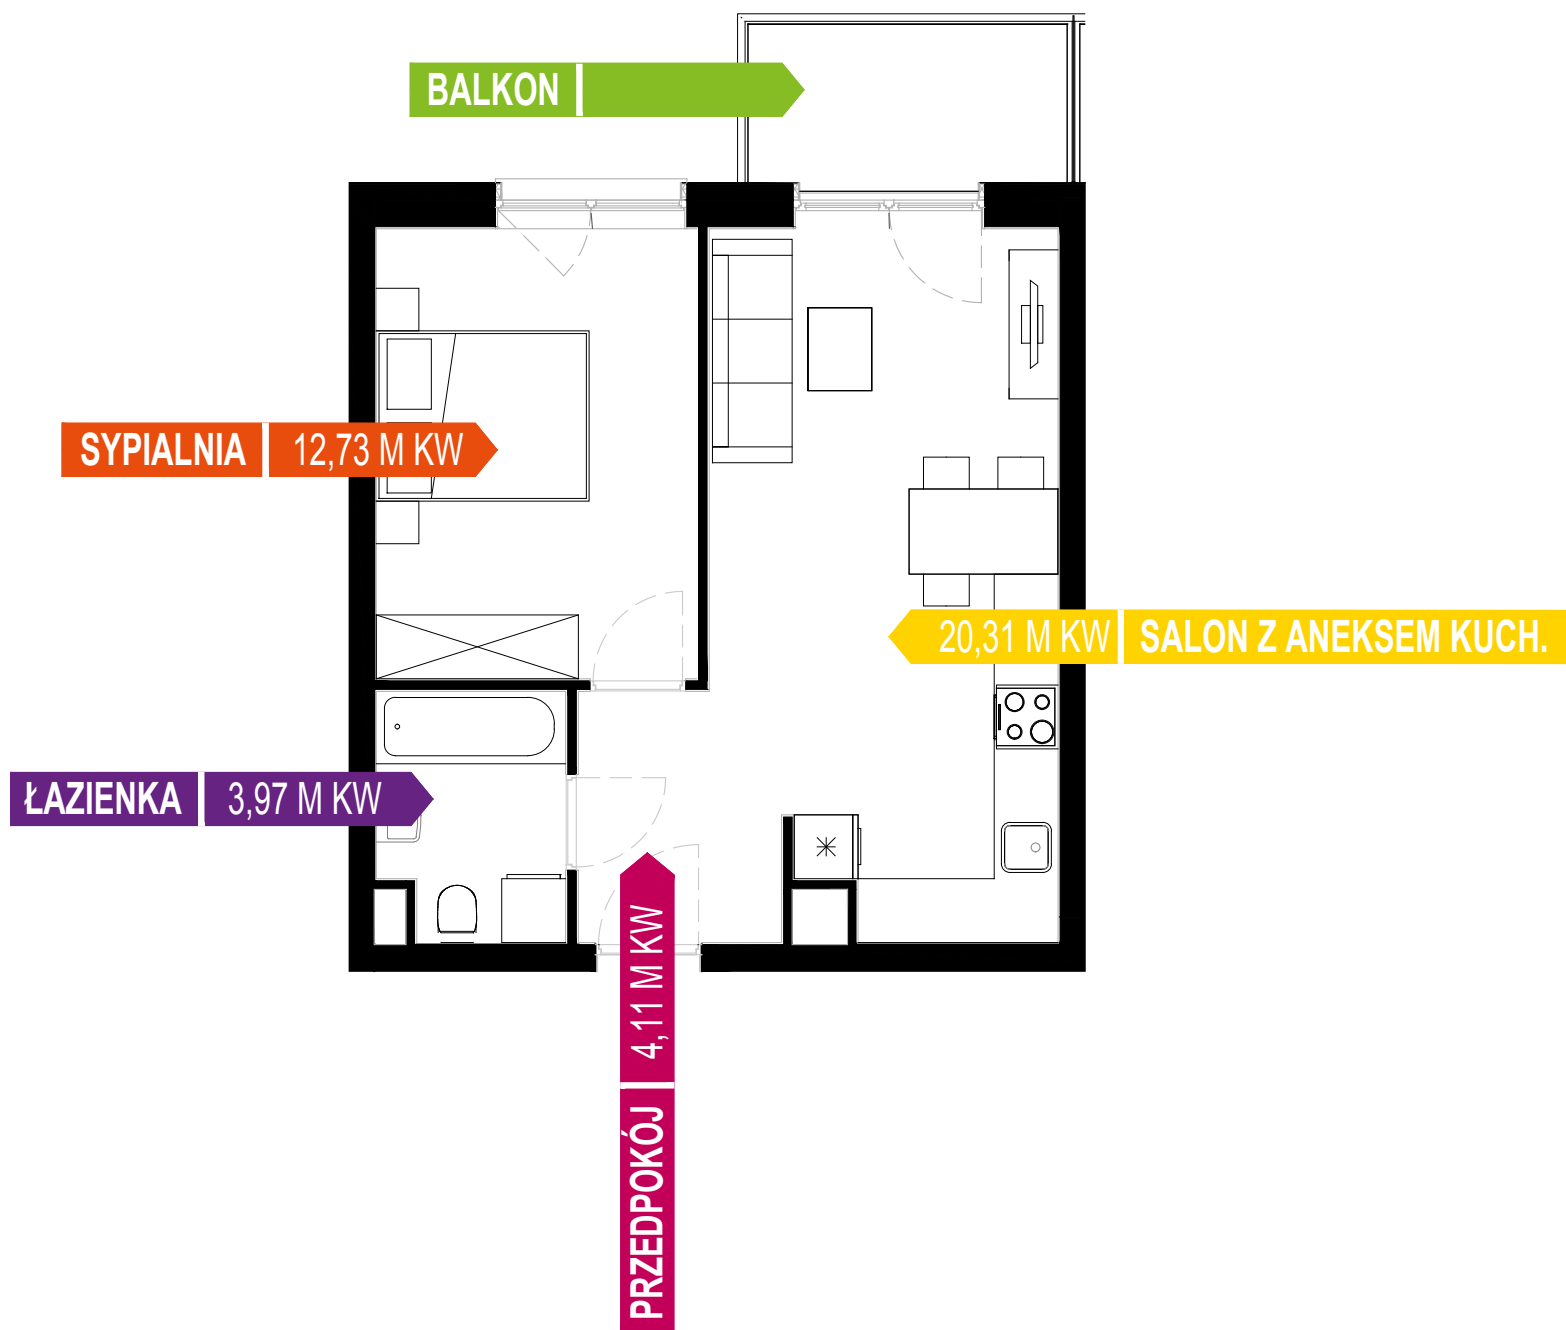 BALKON
SYPIALNIA 12,73 M KW
20,31 M KW SALON Z ANEKSEM KUCH.
ŁAZIENKA 3,97 M KW
PRZEDPOKÓJ 4,11 M KW